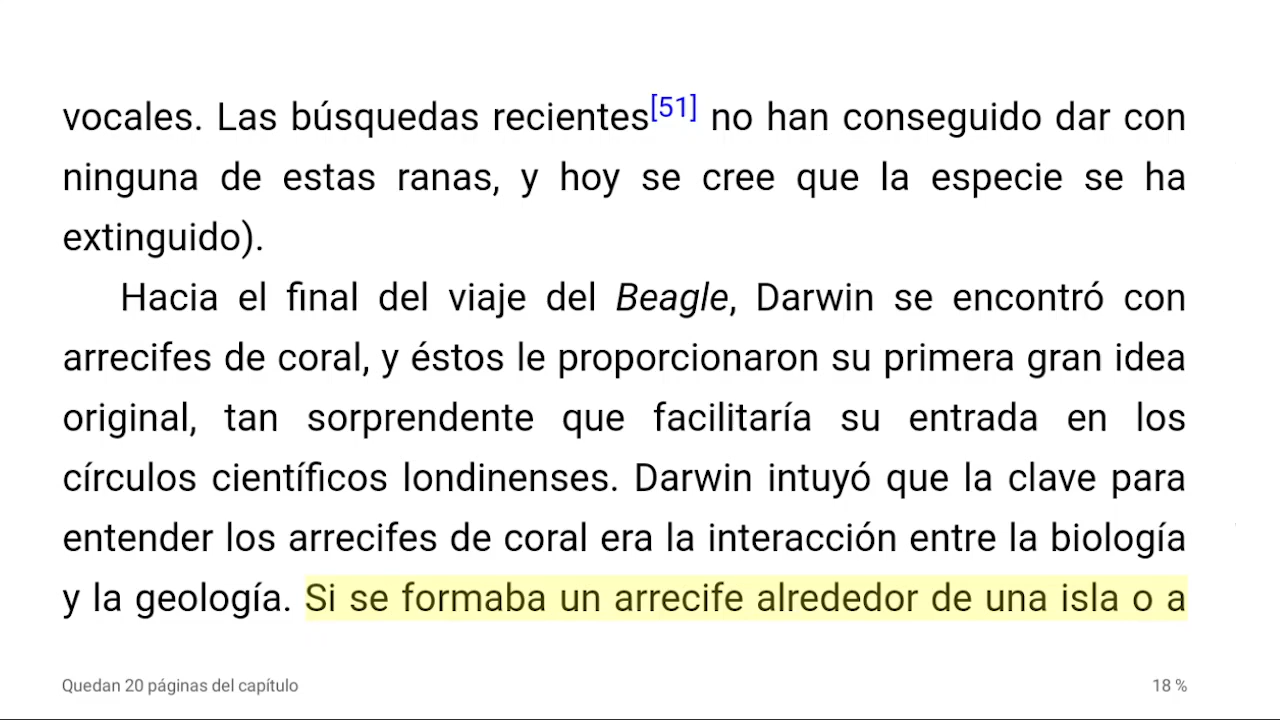 vocales. Las búsquedas recientes[51] no han conseguido dar con
ninguna de estas ranas, y hoy se cree que la especie se ha
extinguido).
Hacia el final del viaje del Beagle, Darwin se encontró con
arrecifes de coral, y éstos le proporcionaron su primera gran idea
original, tan sorprendente que facilitaría su entrada en los
círculos científicos londinenses. Darwin intuyó que la clave para
entender los arrecifes de coral era la interacción entre la biología
y la geología. Si se formaba un arrecife alrededor de una isla o a
Quedan 20 páginas del capítulo
18 %